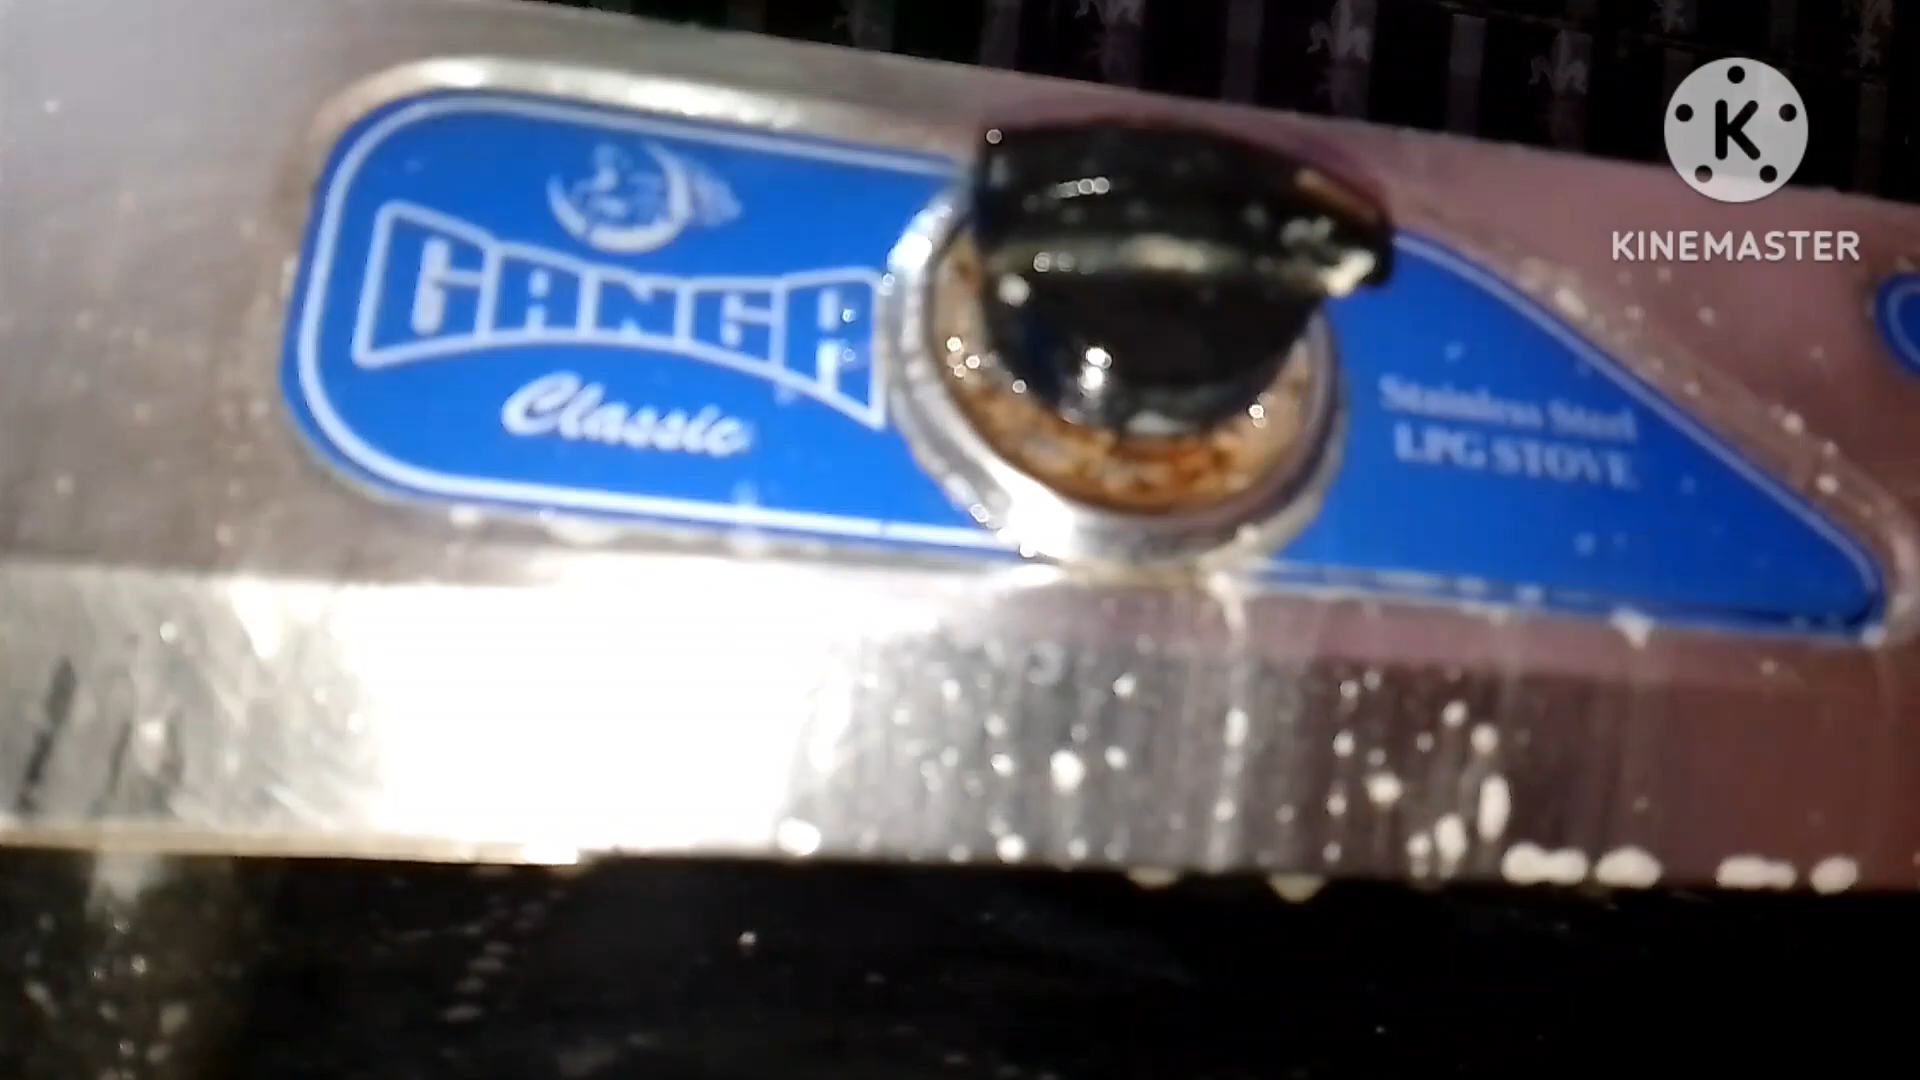 GANGA
Classic
Stainless Steel
LPG STOVE
K
KINEMASTER